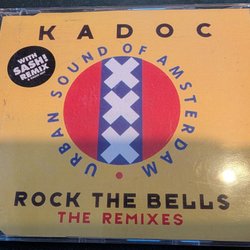 KADOC
WITH
SASH!
REMIX
URBAN SOUND OF AMSTERDAM
ROCK THE BELLS
THE REMIXES